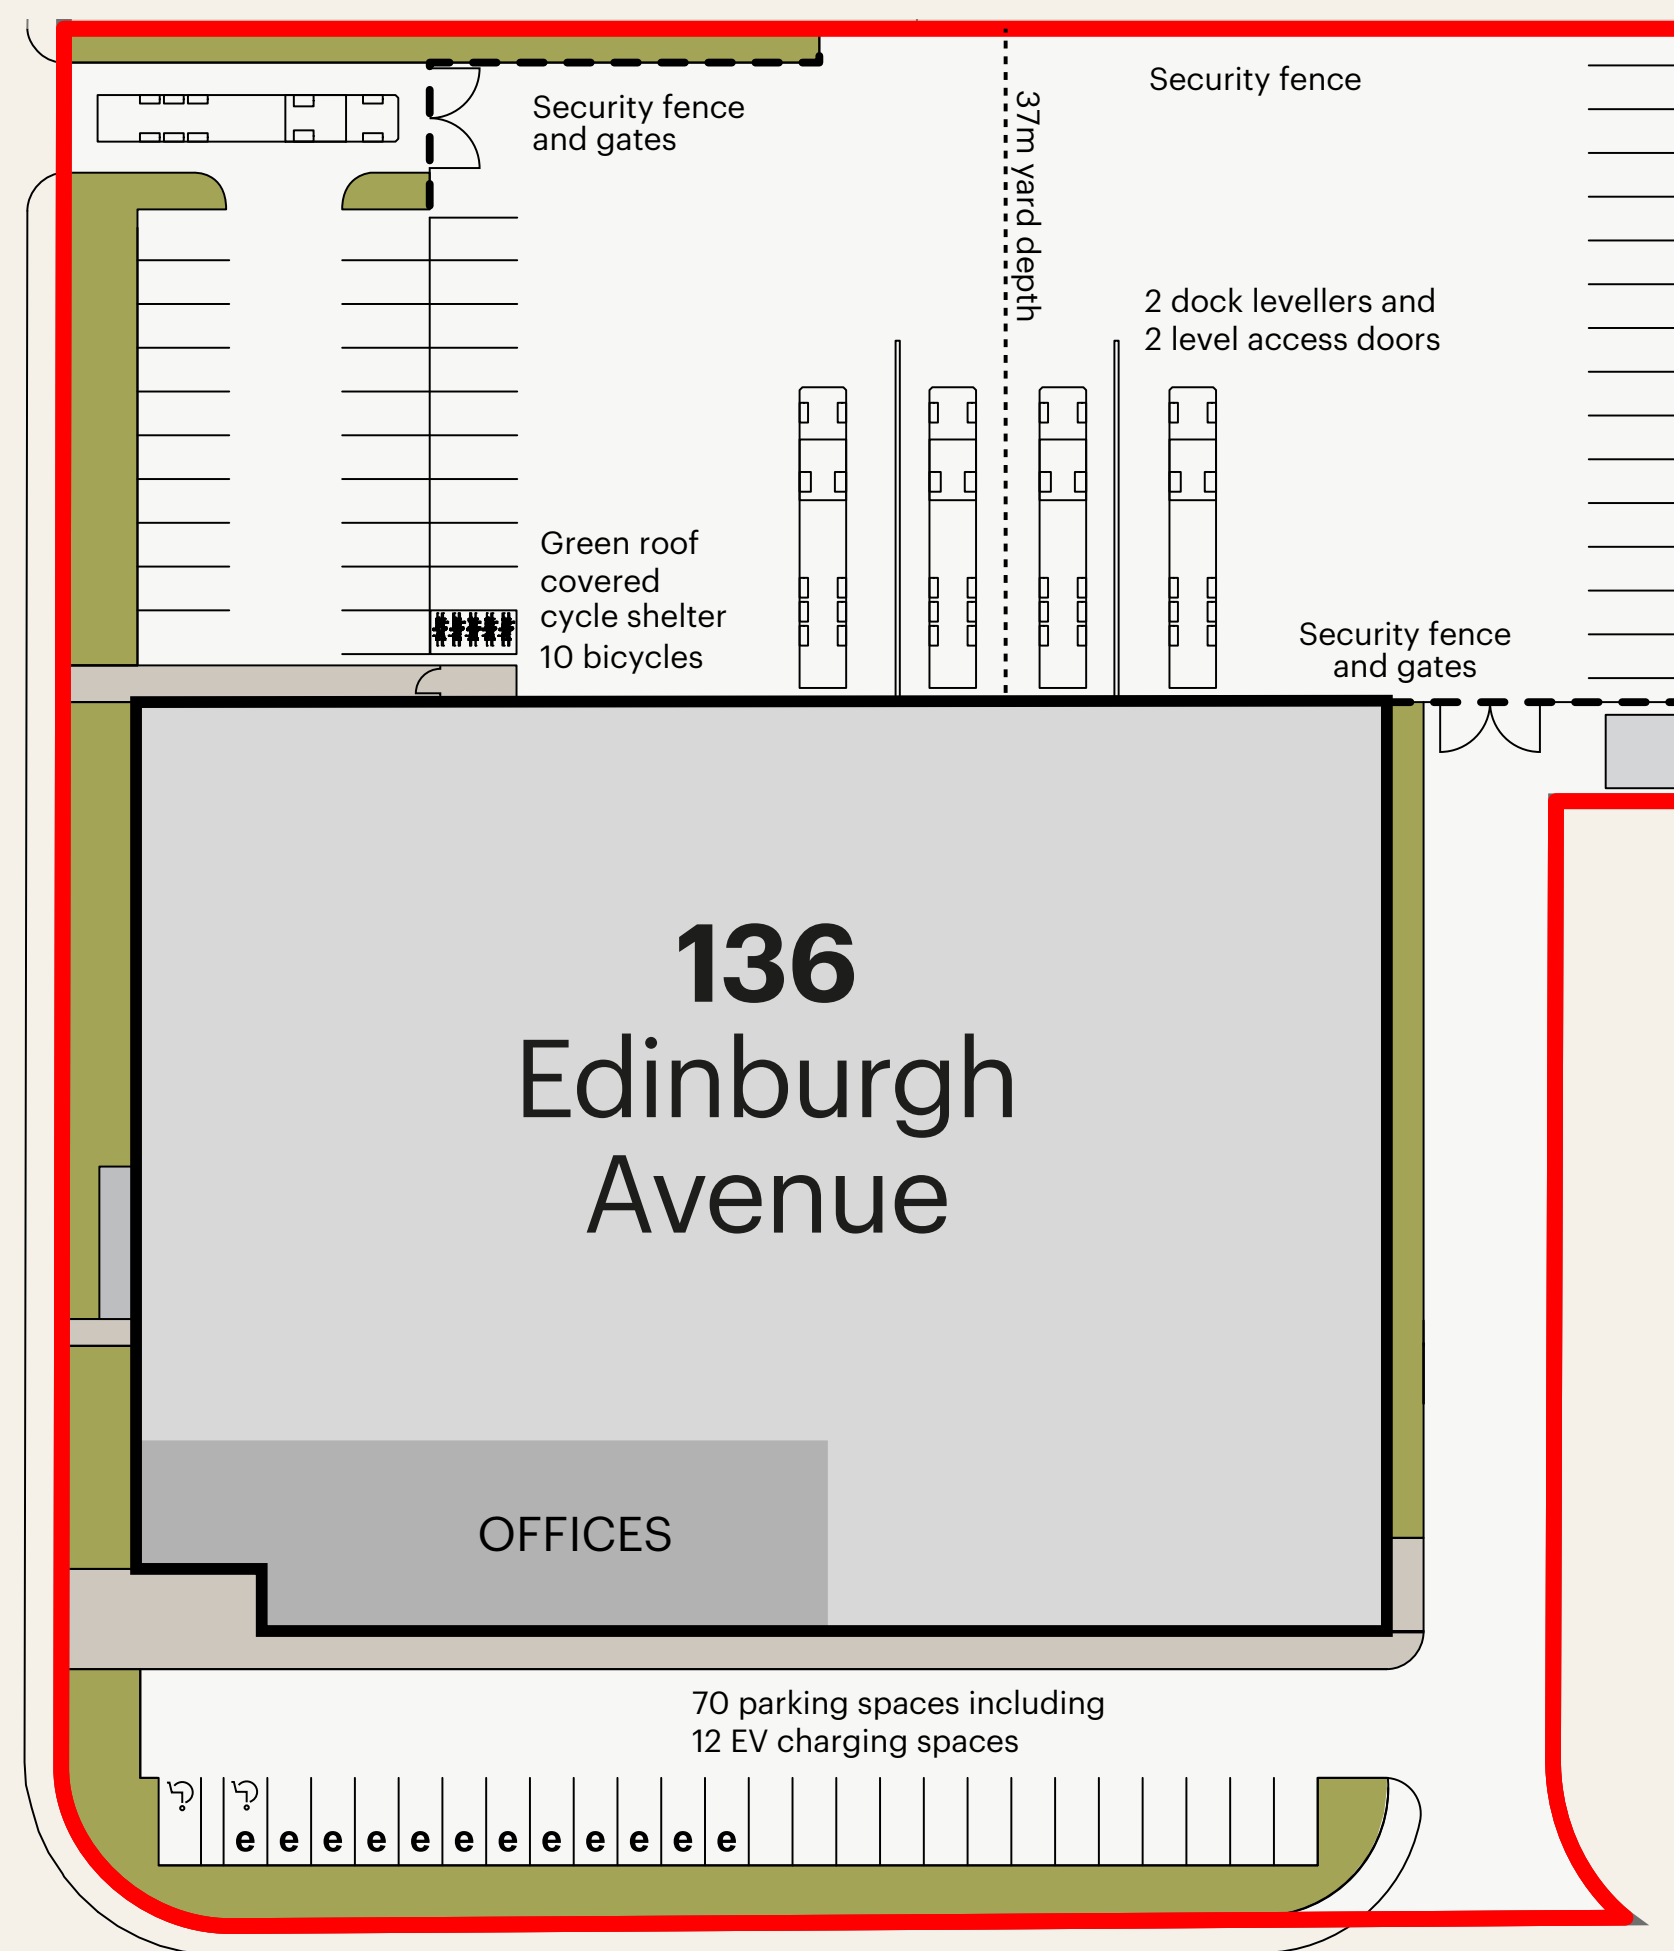 Security fence
and gates
Security fence
37m yard depth
2 dock levellers and
2 level access doors
Green roof
covered
cycle shelter
10 bicycles
Security fence
and gates
136
Edinburgh
Avenue
OFFICES
70 parking spaces including
12 EV charging spaces
e e e e e e e e e e e e